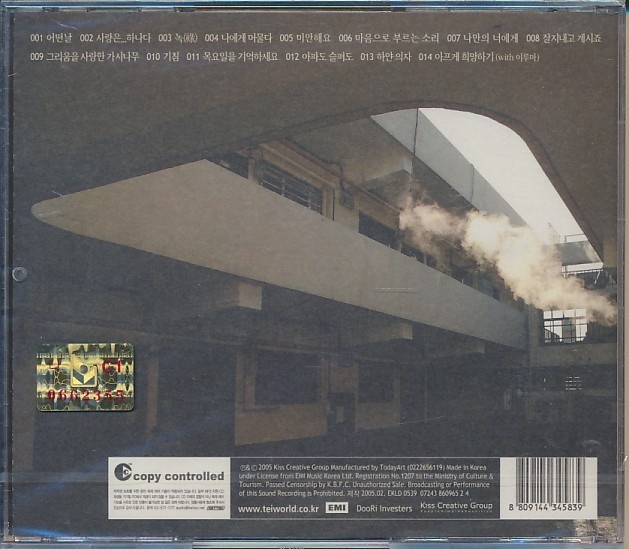 001 어떤날 002 사랑은...하나다 003 녹(綠) 004 나에게 머물다 005 미안해요 006 마음으로 부르는 소리 007 나만의 너에게 008 잘지내고 계시죠
009 그리움을 사랑한 가시나무 010 기침 011 목요일을 기억하세요 012 아파도 슬퍼도 013 하얀 의자 014 아프게 희망하기 (with 이루마)
copy controlled
℗&© 2005 Kiss Creative Group Manufactured by TodayArt (0222656119) Made in Korea
under License from EMI Music Korea Ltd. Registration No.1207 to the Ministry of Culture &
Tourism. Passed Censorship by K.B.F.C. Unauthorized Sale. Broadcasting or Performance
of this Sound Recording is Prohibited. 제작 2005.02. EKLD 0539 07243 860965 2 4
www.teiworld.co.kr EMI DooRi Investers Kiss Creative Group
8 809144 345839